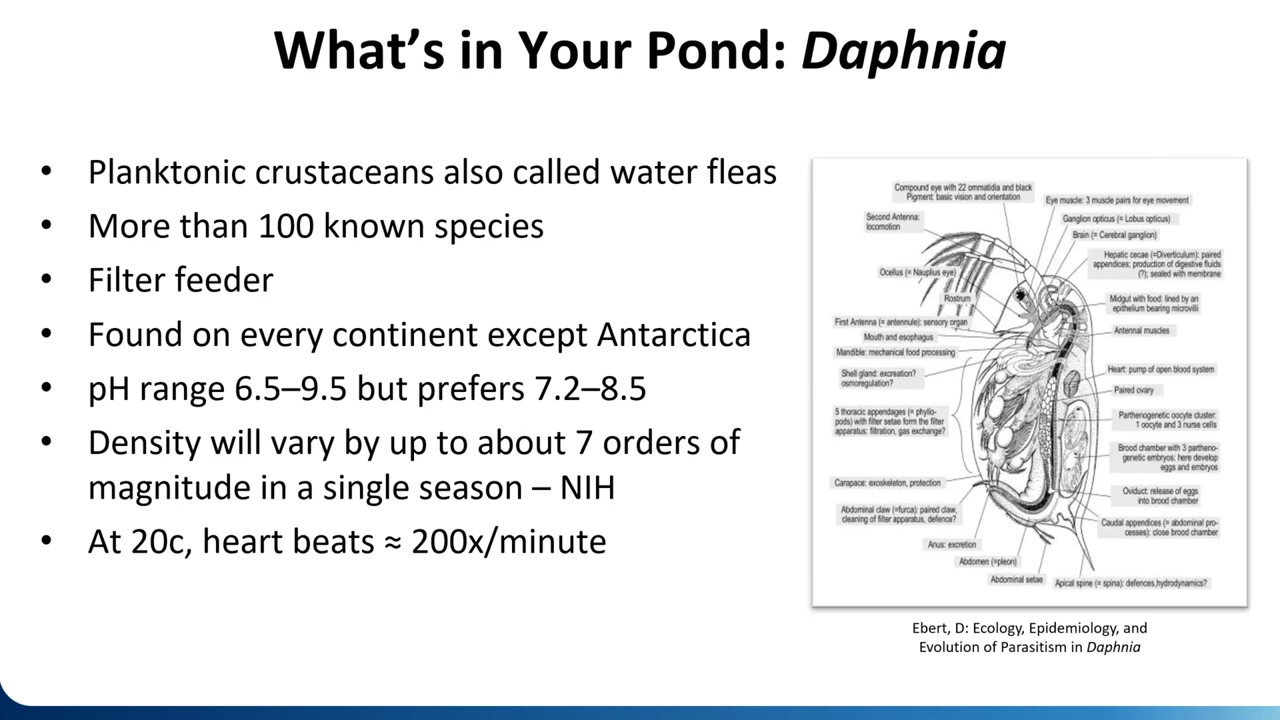 What's in Your Pond: Daphnia
• Planktonic crustaceans also called water fleas
• More than 100 known species
• Filter feeder
• Found on every continent except Antarctica
• pH range 6.5–9.5 but prefers 7.2–8.5
• Density will vary by up to about 7 orders of
magnitude in a single season – NIH
• At 20c, heart beats ≈ 200x/minute
Compound eye with 22 ommatidia and black
Pigment: basic vision and orientation
Second Antenna:
locomotion
Ocellus (= Nauplius eye)
Rostrum
First Antenna (= antennule): sensory organ
Mouth and esophagus
Mandible: mechanical food processing
Shell gland: excretion?
osmoregulation?
5 thoracic appendages (= phyllo-
pods) with filter setae form the filter
apparatus: filtration, gas exchange?
Carapace: exoskeleton, protection
Abdominal claw (=furca): paired claw,
cleaning of filter apparatus, defence?
Anus: excretion
Abdomen (=pleon)
Abdominal setae
Eye muscle: 3 muscle pairs for eye movement
Ganglion opticus (= Lobus opticus)
Brain (= Cerebral ganglion)
Hepatic cecae (=Diverticulum): paired
appendices; production of digestive fluids
(?); sealed with membrane
Midgut with food: lined by an
epithelium bearing microvilli
Antennal muscles
Heart: pump of open blood system
Paired ovary
Parthenogenetic oocyte cluster:
1 oocyte and 3 nurse cells
Brood chamber with 3 partheno-
genetic embryos: here develop
eggs and embryos
Oviduct: release of eggs
into brood chamber
Caudal appendices (= abdominal pro-
cesses): close brood chamber
Apical spine (= spina): defences,hydrodynamics?
Ebert, D: Ecology, Epidemiology, and
Evolution of Parasitism in Daphnia